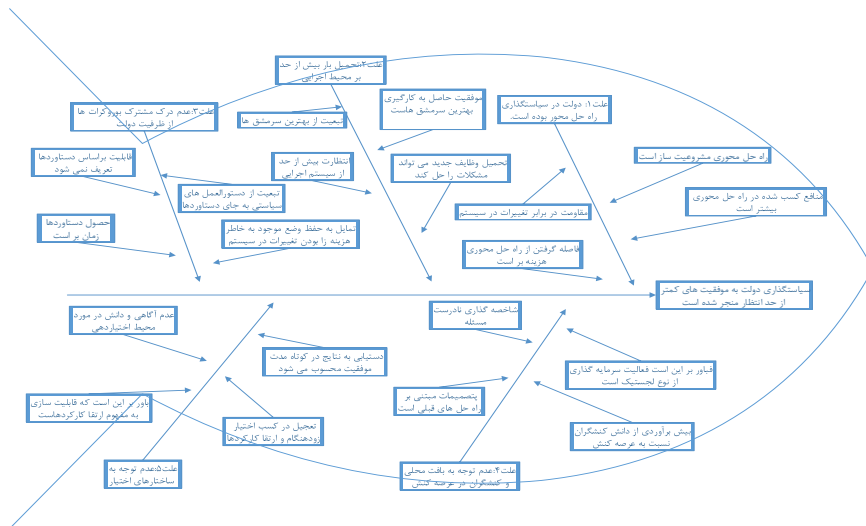 علت۲:تحمیل بار بیش از حد
بر محیط اجرایی
موفقیت حاصل به کارگیری
بهترین سرمشق هاست
علت۱: دولت در سیاستگذاری
راه حل محور بوده است.
علت۳:عدم درک مشترک بوروکرات ها
از ظرفیت دولت
تبعیت از بهترین سرمشق ها
راه حل محوری مشروعیت ساز است
قابلیت براساس دستاوردها
تعریف نمی شود
انتظارت بیش از حد
از سیستم اجرایی
تحمیل وظایف جدید می تواند
مشکلات را حل کند
تبعیت از دستورالعمل های
سیاستی به جای دستاوردها
منافع کسب شده در راه حل محوری
بیشتر است
مقاومت در برابر تغییرات در سیستم
حصول دستاوردها
زمان بر است
تمایل به حفظ وضع موجود به خاطر
هزینه زا بودن تغییرات در سیستم
فاصله گرفتن از راه حل محوری
هزینه بر است
سیاستگذاری دولت به موفقیت های کمتر
از حد انتظار منجر شده است
شاخصه گذاری نادرست
مسئله
عدم آگاهی و دانش در مورد
محیط اختیاردهی
دستیابی به نتایج در کوتاه مدت
موفقیت محسوب می شود
فباور بر این است فعالیت سرمایه گذاری
از نوع لجستیک است
پتصمیمات مبتنی بر
راه حل های قبلی است
باور بر این است که قابلیت سازی
به مفهوم ارتقا کارکردهاست
تعجیل در کسب اختیار
زودهنگام و ارتقا کارکردها
بیش برآوردی از دانش کنشگران
نسبت به عرصه کنش
علت۵:عدم توجه به
ساختارهای اختیار
علت۴:عدم توجه به بافت محلی
و کنشگران در عرصه کنش